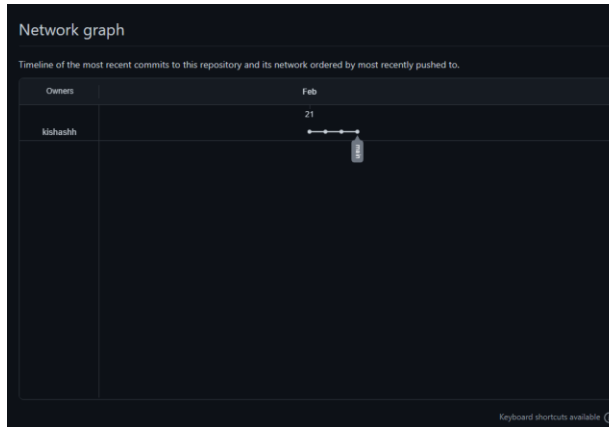 Network graph
Timeline of the most recent commits to this repository and its network ordered by most recently pushed to.
Owners
Feb
21
kishashh
main
Keyboard shortcuts available